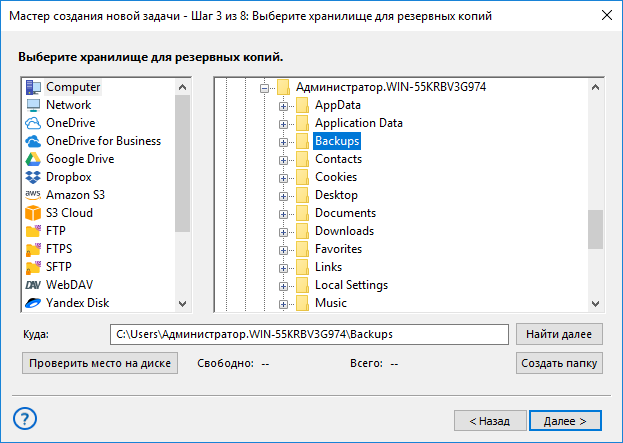 Мастер создания новой задачи - Шаг 3 из 8: Выберите хранилище для резервных копий
Выберите хранилище для резервных копий.
Computer
Network
OneDrive
OneDrive for Business
Google Drive
Dropbox
aws Amazon S3
S3 Cloud
FTP
FTPS
SFTP
DAV WebDAV
Yandex Disk
Администратор.WIN-55KRBV3G974
AppData
Application Data
Backups
Contacts
Cookies
Desktop
Documents
Downloads
Favorites
Links
Local Settings
Music
Куда: C:\Users\Администратор.WIN-55KRBV3G974\Backups Найти далее
Проверить место на диске Свободно: -- Всего: -- Создать папку
? < Назад Далее >